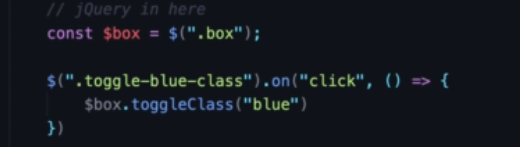 // jQuery in here
const $box = $(".box");
$(".toggle-blue-class").on("click", () => {
$box.toggleClass("blue")
})